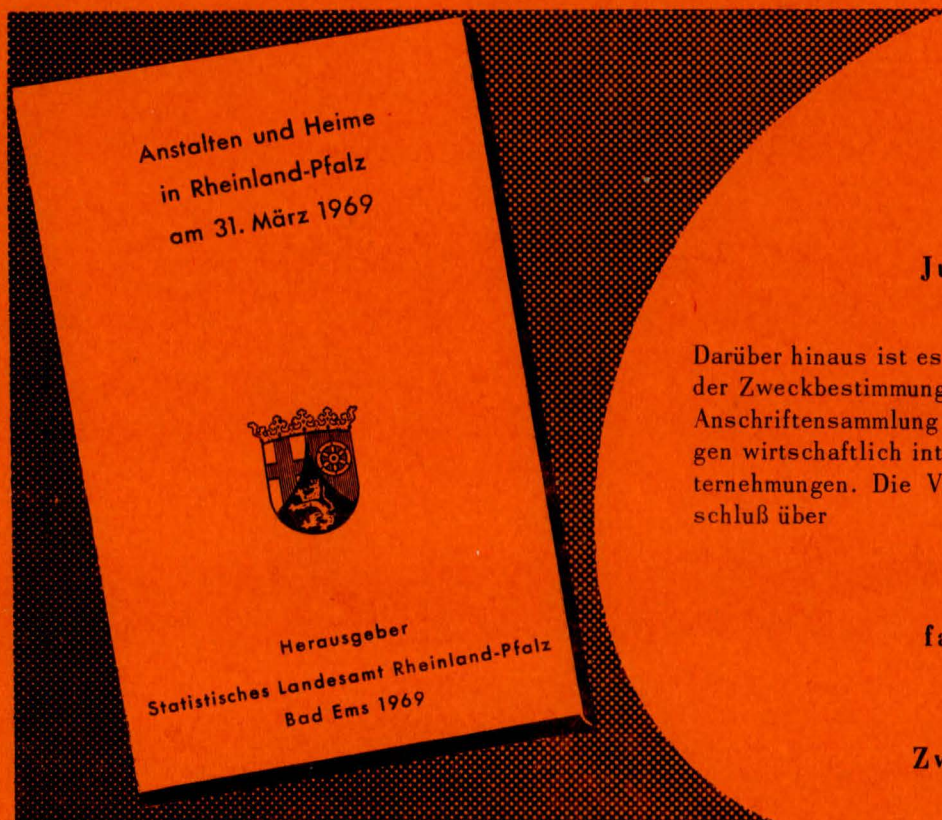 Anstalten und Heime
in Rheinland-Pfalz
am 31. März 1969
Herausgeber
Statistisches Landesamt Rheinland-Pfalz
Bad Ems 1969
Darüber hinaus ist es
der Zweckbestimmung
Anschriftensammlung
gen wirtschaftlich int
ternehmungen. Die V
schluß über